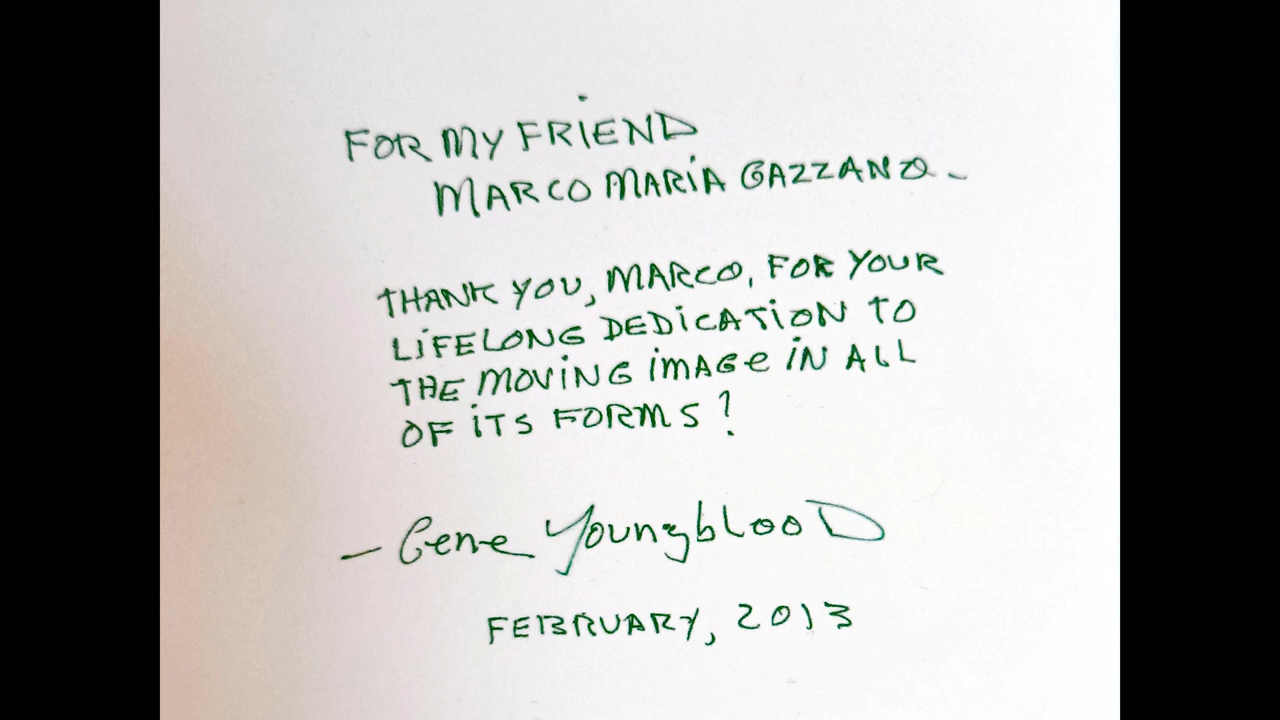 FOR MY FRiEND
MARCO MARiA GAZZANO-
THANK YOU, MARCO, FOR YOUR
LiFELONG DEDiCATiON TO
THE MOVING iMAGe iN ALL
OF iTS FORMS?
— Gene YoungblooD
FEBRUARY, 2013